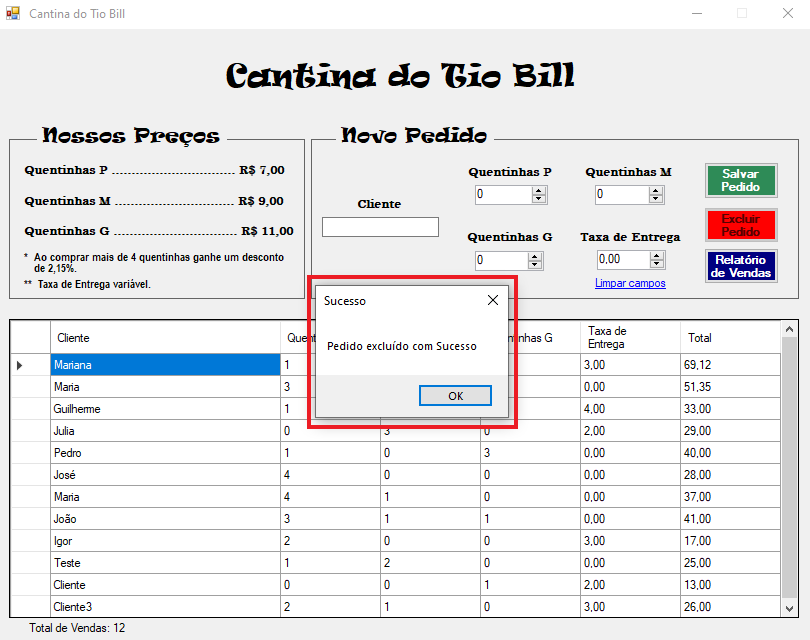 Cantina do Tio Bill
Cantina do Tio Bill
Nossos Preços
Quentinhas P ................................ R$ 7,00
Quentinhas M ............................... R$ 9,00
Quentinhas G ................................ R$ 11,00
* Ao comprar mais de 4 quentinhas ganhe um desconto
de 2,15%.
** Taxa de Entrega variável.
Novo Pedido
Cliente
Quentinhas P
0
Quentinhas M
0
Quentinhas G
0
Taxa de Entrega
0,00
Limpar campos
Salvar
Pedido
Excluir
Pedido
Relatório
de Vendas
Sucesso
Pedido excluído com Sucesso
OK
Cliente Quent nhas G Taxa de Entrega Total
Mariana 1 3,00 69,12
Maria 3 0,00 51,35
Guilherme 1 4,00 33,00
Julia 0 3 0 2,00 29,00
Pedro 1 0 3 0,00 40,00
José 4 0 0 0,00 28,00
Maria 4 1 0 0,00 37,00
João 3 1 1 0,00 41,00
Igor 2 0 0 3,00 17,00
Teste 1 2 0 0,00 25,00
Cliente 0 0 1 2,00 13,00
Cliente3 2 1 0 3,00 26,00
Total de Vendas: 12